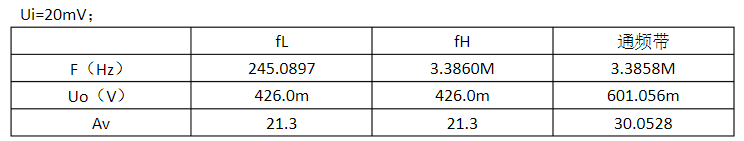 Ui=20mV；
fL fH 通频带
F（Hz） 245.0897 3.3860M 3.3858M
Uo（V） 426.0m 426.0m 601.056m
Av 21.3 21.3 30.0528